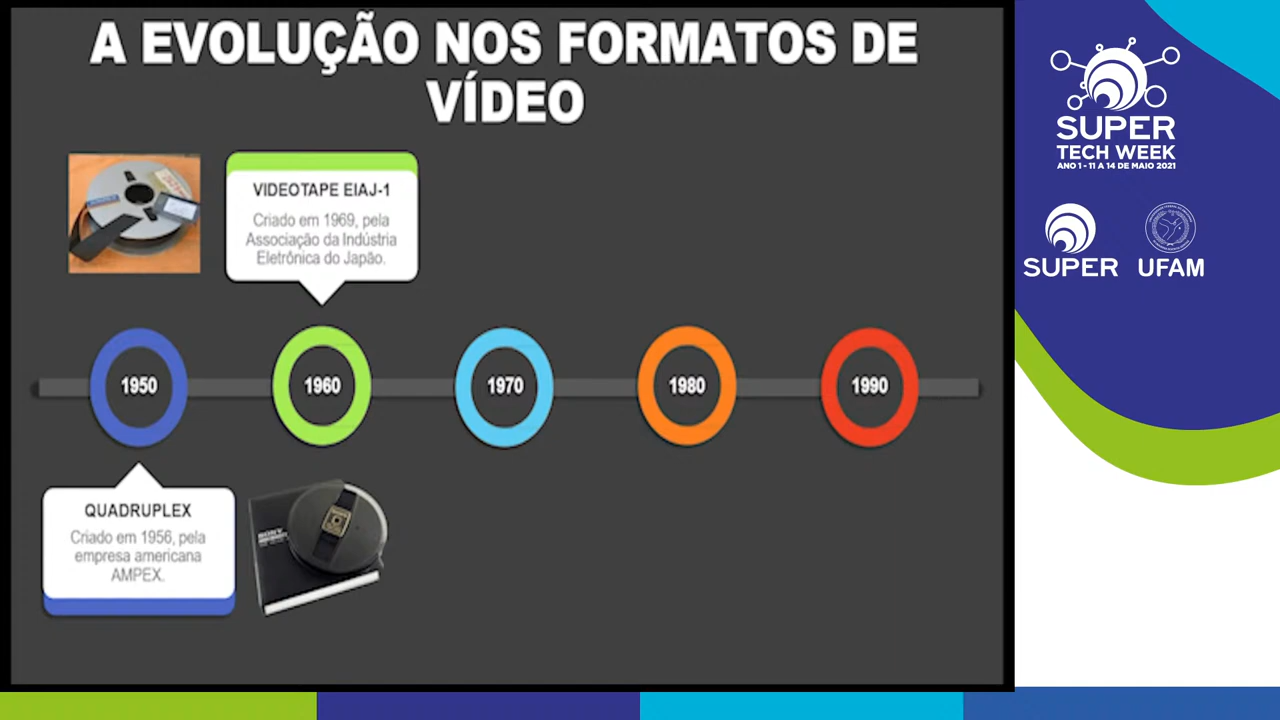 A EVOLUÇÃO NOS FORMATOS DE
VÍDEO
VIDEOTAPE EIAJ-1
Criado em 1969, pela
Associação da Indústria
Eletrônica do Japão.
1950
1960
1970
1980
1990
QUADRUPLEX
Criado em 1956, pela
empresa americana
AMPEX.
SONY
SUPER
TECH WEEK
ANO 1 - 11 A 14 DE MAIO 2021
SUPER
UFAM